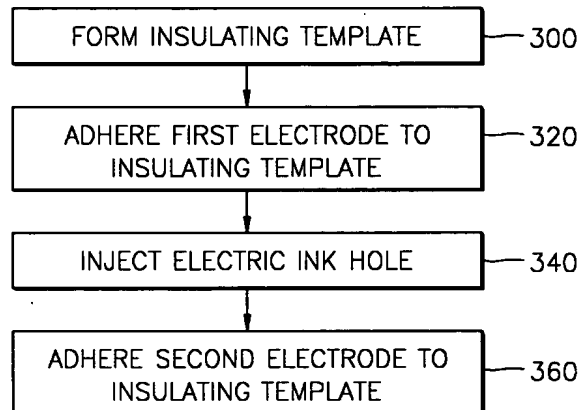 FORM INSULATING TEMPLATE
300
ADHERE FIRST ELECTRODE TO
INSULATING TEMPLATE
320
INJECT ELECTRIC INK HOLE
340
ADHERE SECOND ELECTRODE TO
INSULATING TEMPLATE
360